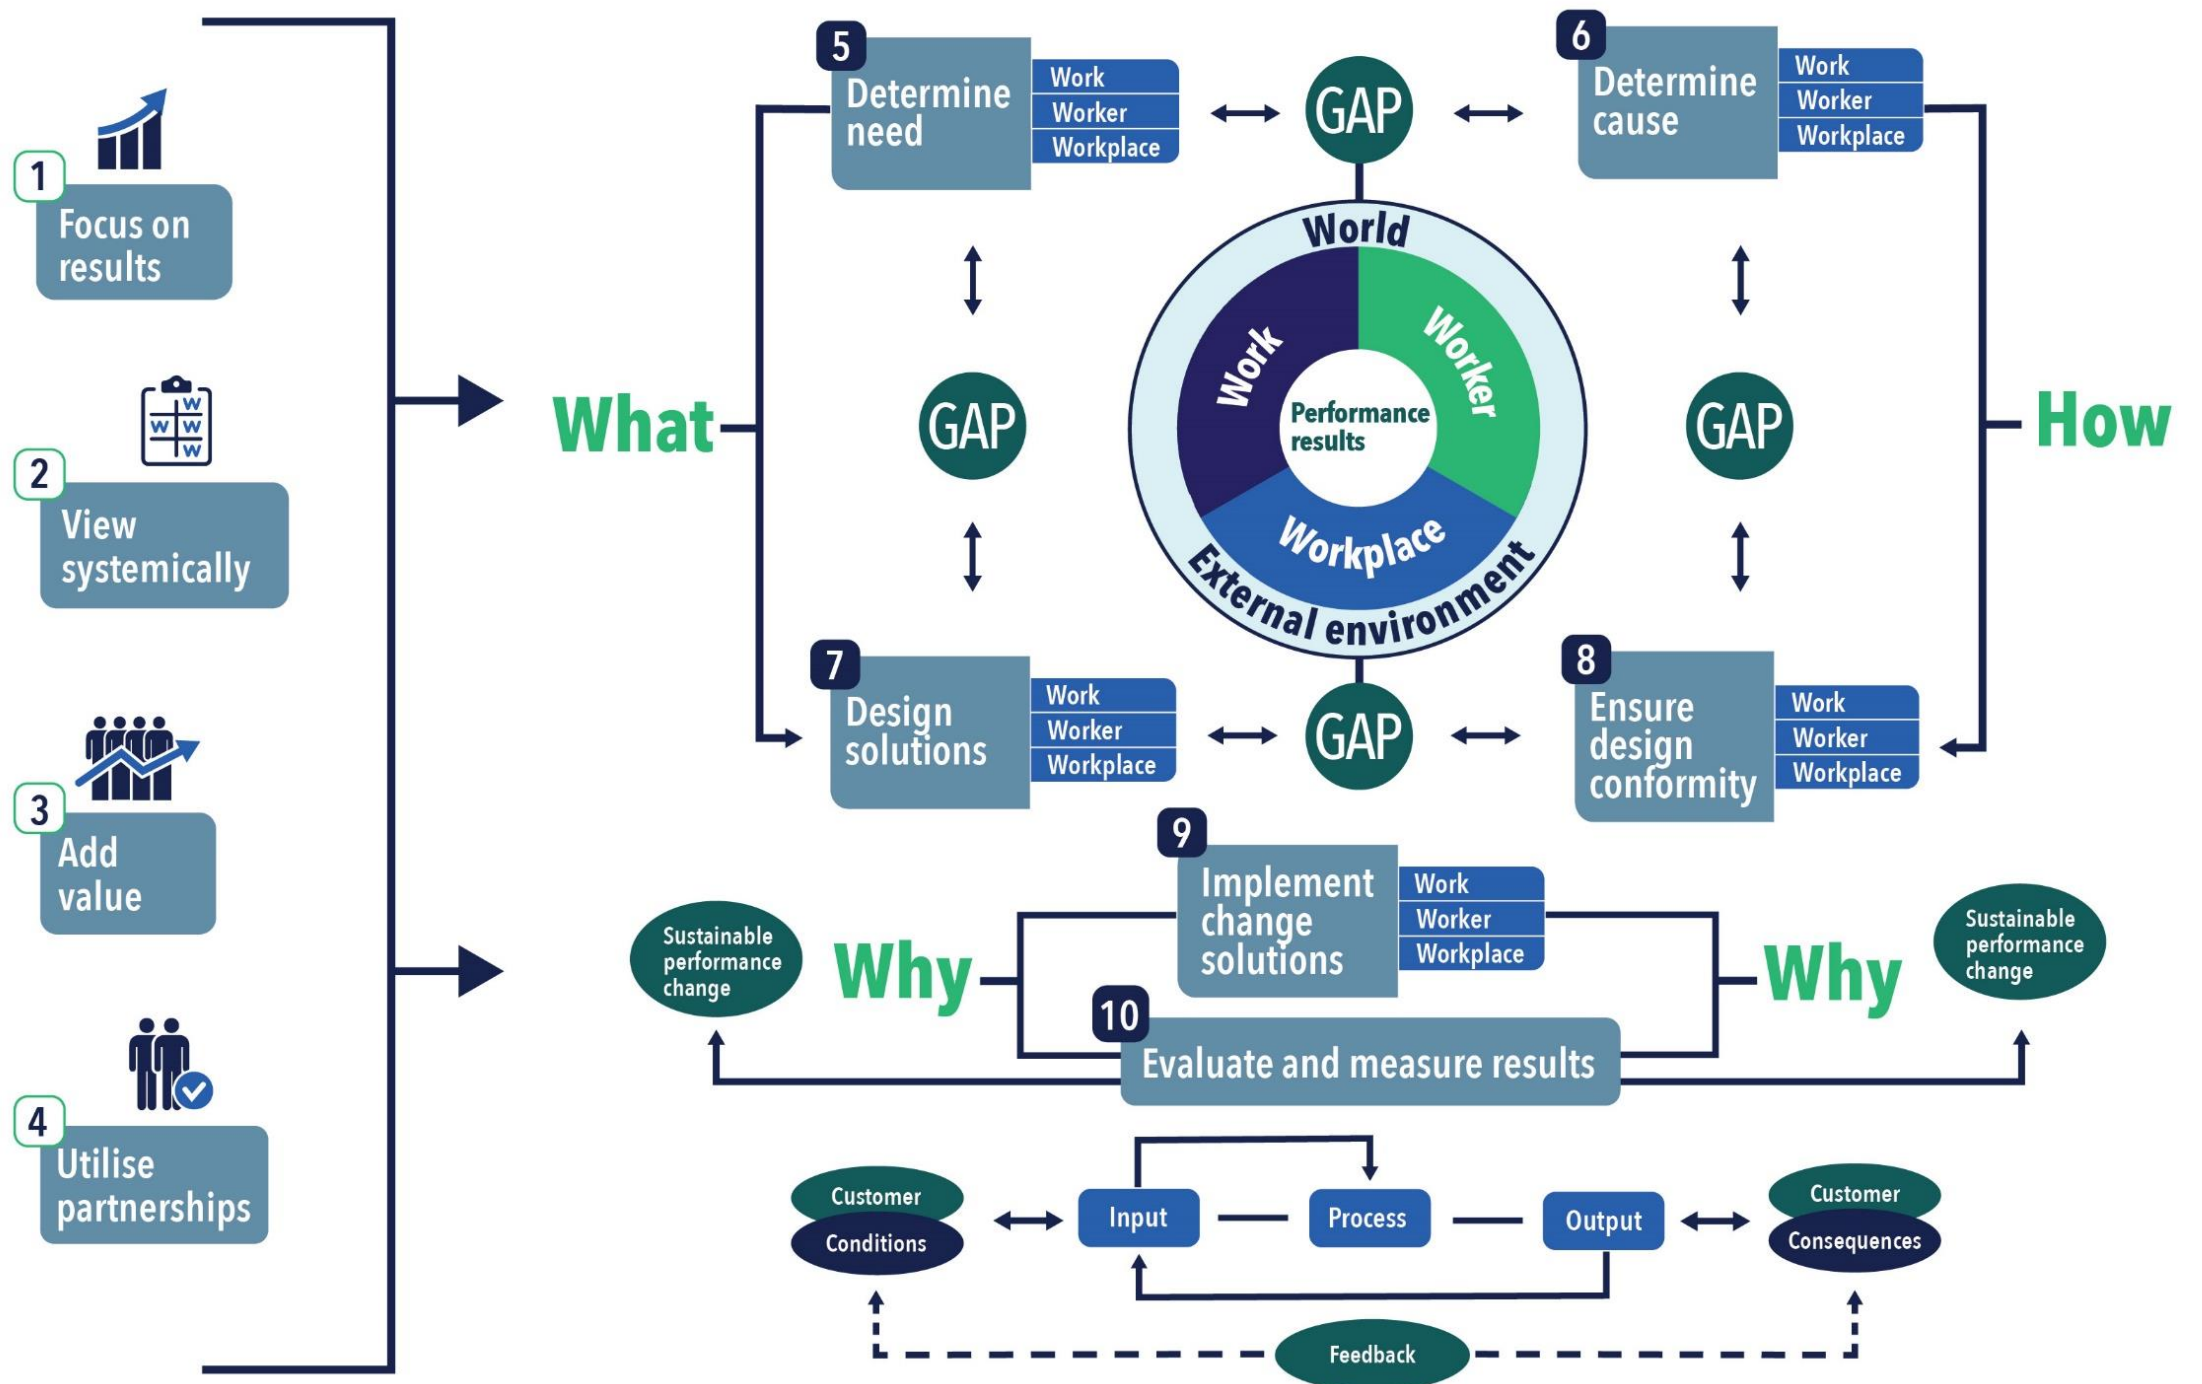 1
Focus on
results
W
W W
W
2
View
systemically
3
Add
value
4
Utilise
partnerships
What
5
Determine
need
Work
Worker
Workplace
GAP
6
Determine
cause
Work
Worker
Workplace
How
GAP
World
Work
Worker
Workplace
Performance
results
External environment
GAP
7
Design
solutions
Work
Worker
Workplace
GAP
8
Ensure
design
conformity
Work
Worker
Workplace
Sustainable
performance
change
Why
9
Implement
change
solutions
Work
Worker
Workplace
Why
Sustainable
performance
change
10
Evaluate and measure results
Customer
Conditions
Input
Process
Output
Customer
Consequences
Feedback